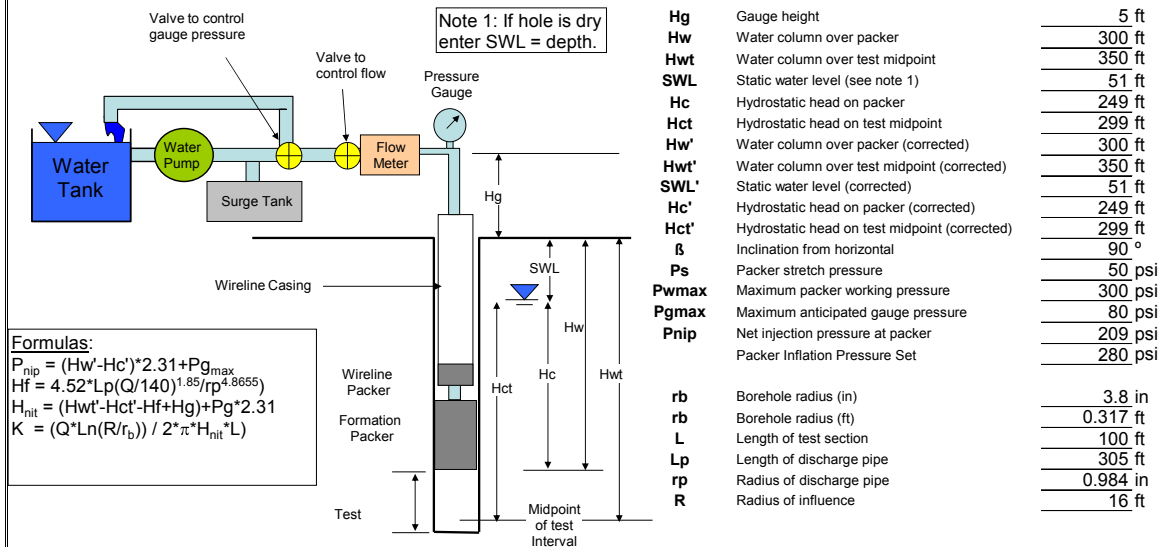 Valve to control
gauge pressure
Note 1: If hole is dry
enter SWL = depth.
Valve to
control flow
Pressure
Gauge
Water
Tank
Water
Pump
Flow
Meter
Surge Tank
Hg
SWL
Wireline Casing
Hw
Hct
Hc
Hwt
Wireline
Packer
Formation
Packer
Test
Midpoint
of test
Interval
Formulas:
P_nip = (Hw'-Hc')*2.31+Pg_max
Hf = 4.52*Lp(Q/140)^1.85/rp^4.8655)
H_nit = (Hwt'-Hct'-Hf+Hg)+Pg*2.31
K = (Q*Ln(R/r_b)) / 2*π*H_nit*L)
Hg Gauge height 5 ft
Hw Water column over packer 300 ft
Hwt Water column over test midpoint 350 ft
SWL Static water level (see note 1) 51 ft
Hc Hydrostatic head on packer 249 ft
Hct Hydrostatic head on test midpoint 299 ft
Hw' Water column over packer (corrected) 300 ft
Hwt' Water column over test midpoint (corrected) 350 ft
SWL' Static water level (corrected) 51 ft
Hc' Hydrostatic head on packer (corrected) 249 ft
Hct' Hydrostatic head on test midpoint (corrected) 299 ft
ß Inclination from horizontal 90 º
Ps Packer stretch pressure 50 psi
Pwmax Maximum packer working pressure 300 psi
Pgmax Maximum anticipated gauge pressure 80 psi
Pnip Net injection pressure at packer 209 psi
Packer Inflation Pressure Set 280 psi
rb Borehole radius (in) 3.8 in
rb Borehole radius (ft) 0.317 ft
L Length of test section 100 ft
Lp Length of discharge pipe 305 ft
rp Radius of discharge pipe 0.984 in
R Radius of influence 16 ft